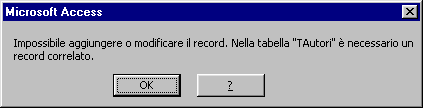 Microsoft Access
Impossibile aggiungere o modificare il record. Nella tabella "TAutori" è necessario un
record correlato.
OK ?